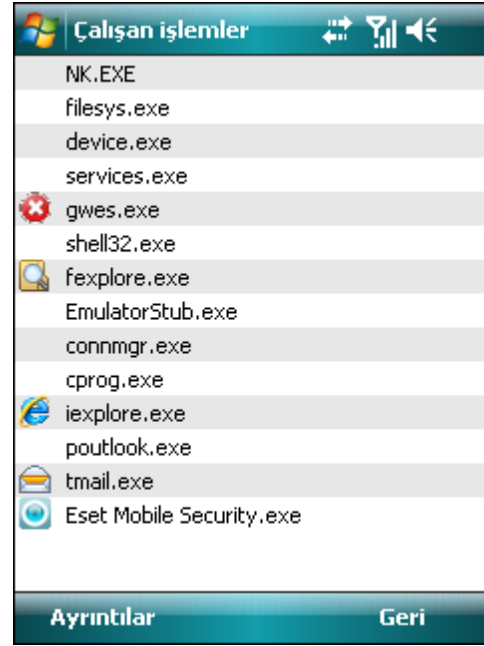 Çalışan işlemler
NK.EXE
filesys.exe
device.exe
services.exe
gwes.exe
shell32.exe
fexplore.exe
EmulatorStub.exe
connmgr.exe
cprog.exe
iexplore.exe
poutlook.exe
tmail.exe
Eset Mobile Security.exe
Ayrıntılar Geri